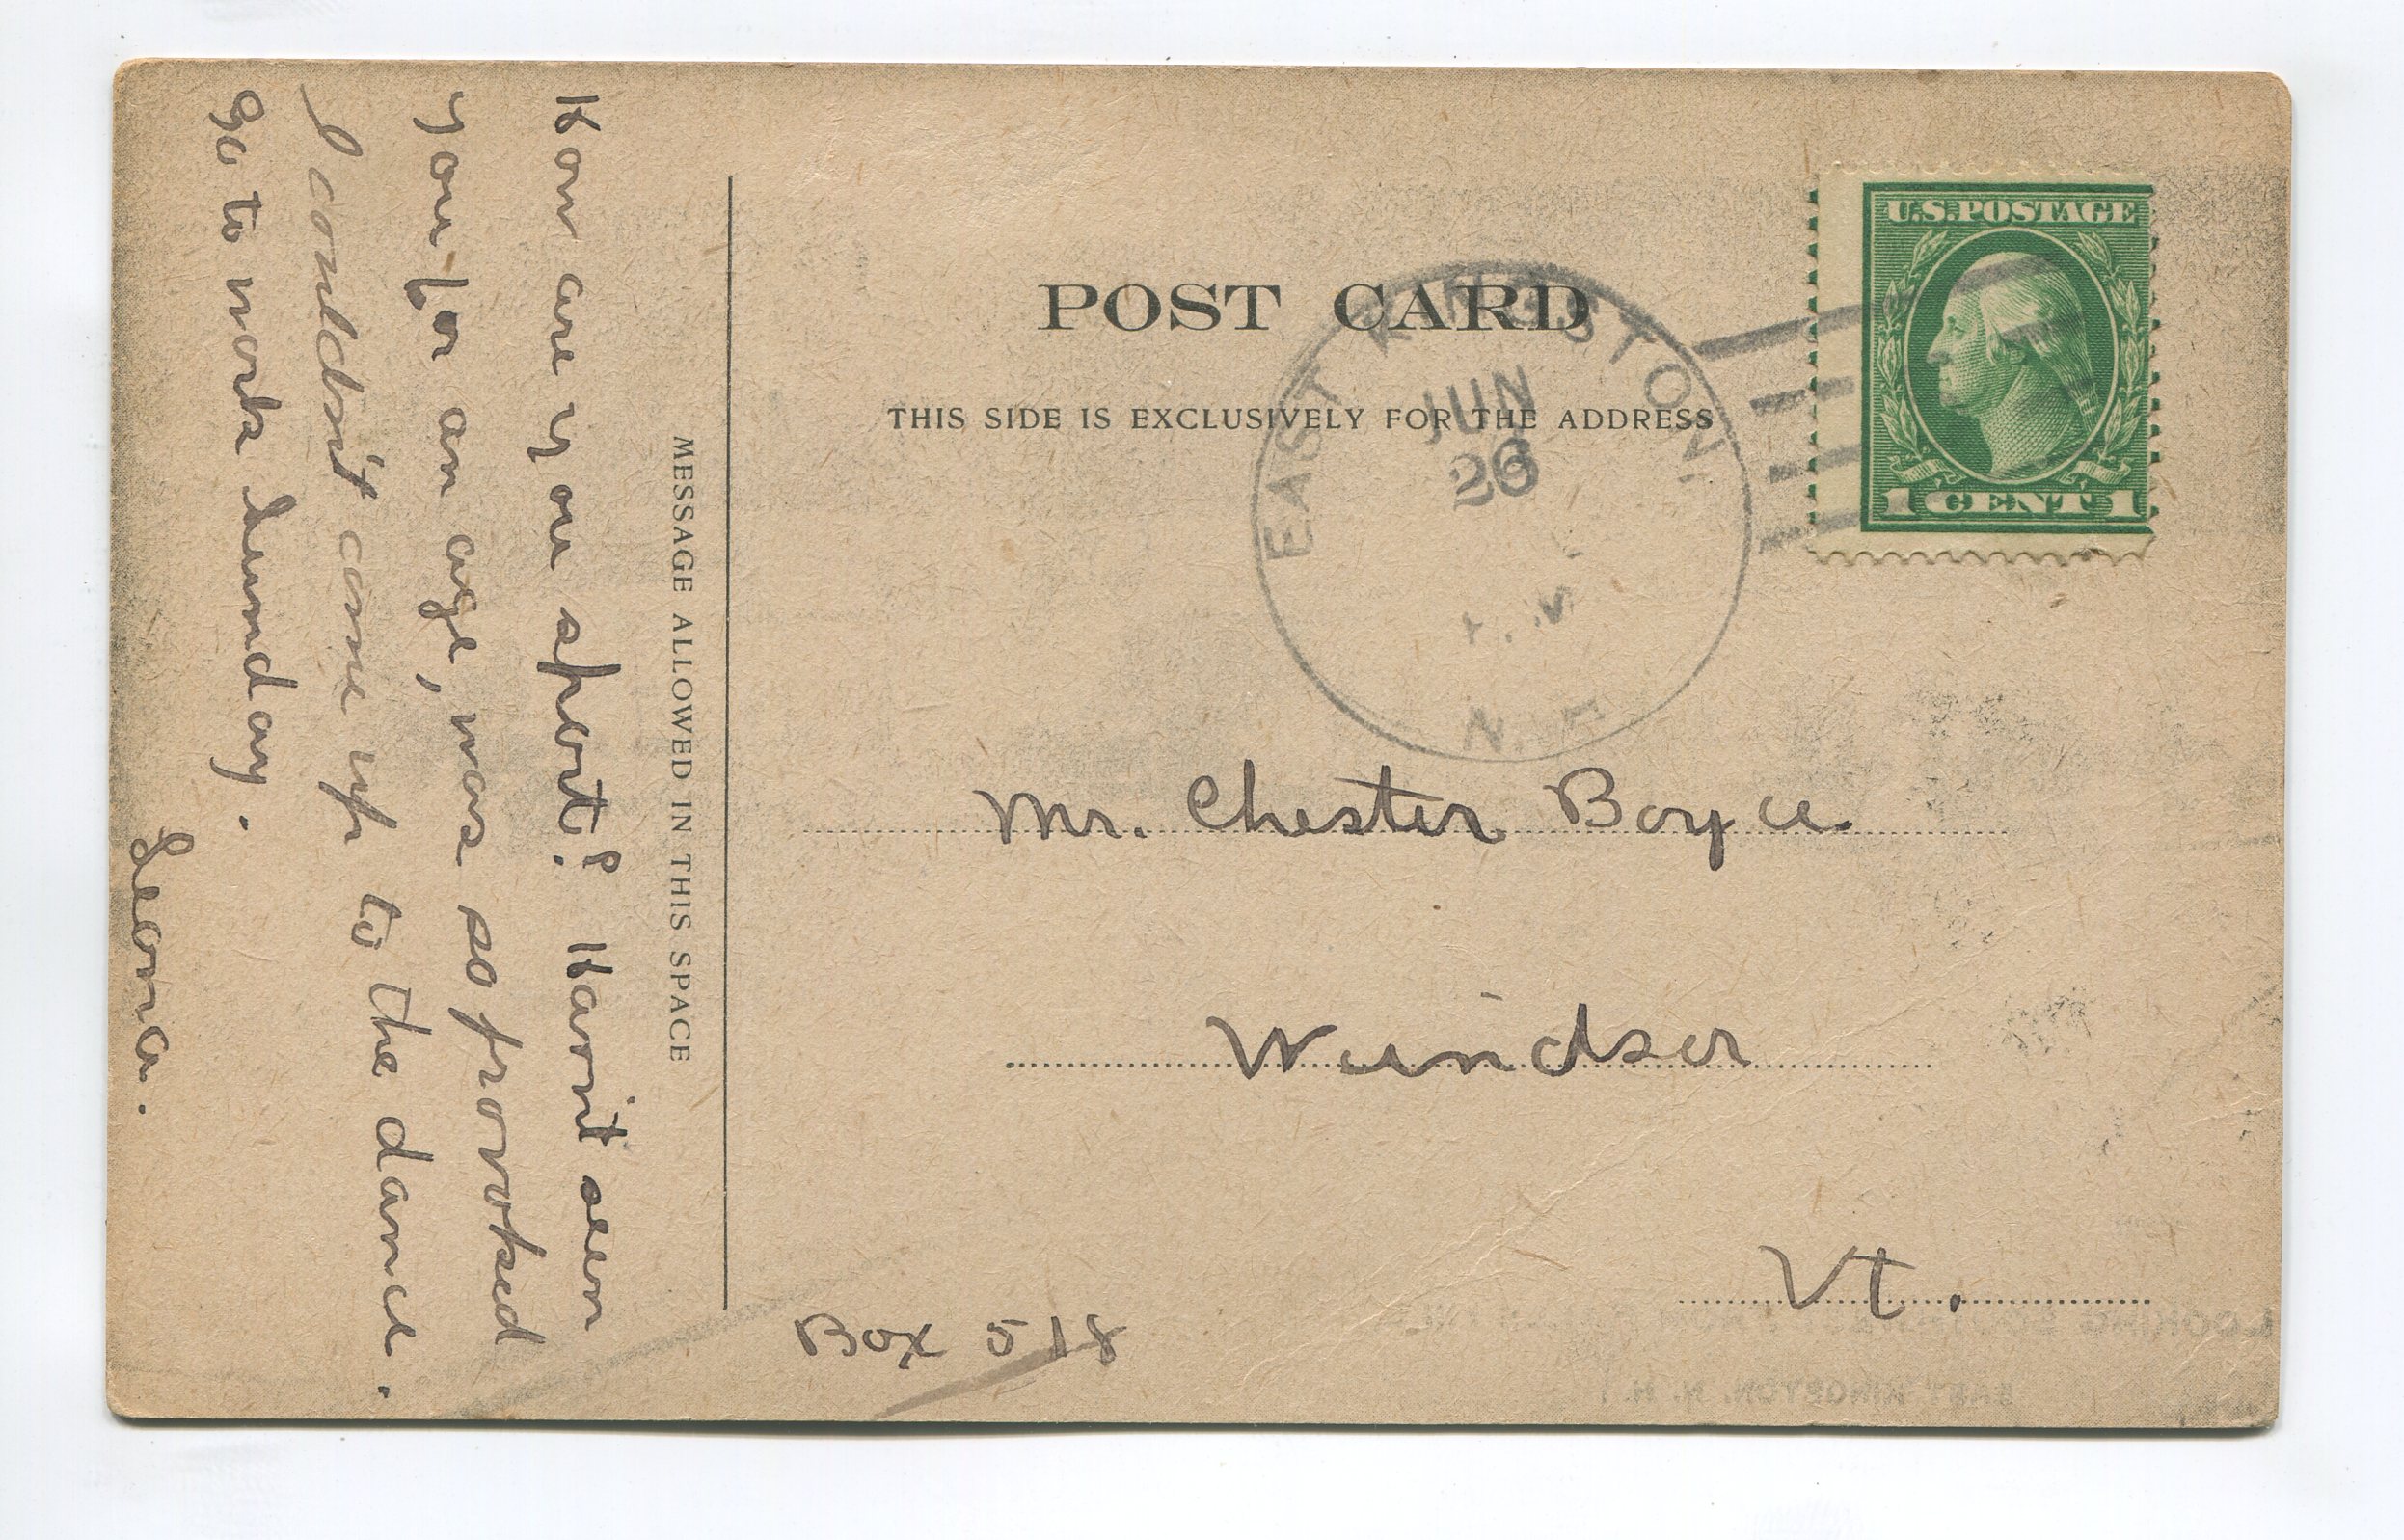 How are you sport? Havn't seen
you for an age, was so provoked
I couldn't come up to the dance.
Go to work Sunday.
Leona.
MESSAGE ALLOWED IN THIS SPACE
POST CARD
THIS SIDE IS EXCLUSIVELY FOR THE ADDRESS
EAST KINGSTON
JUN
26
N.H.
U.S. POSTAGE
1 CENT 1
Mr. Chester Boyce.
Windsor
Vt.
Box 518
EAST KINGSTON, N. H.